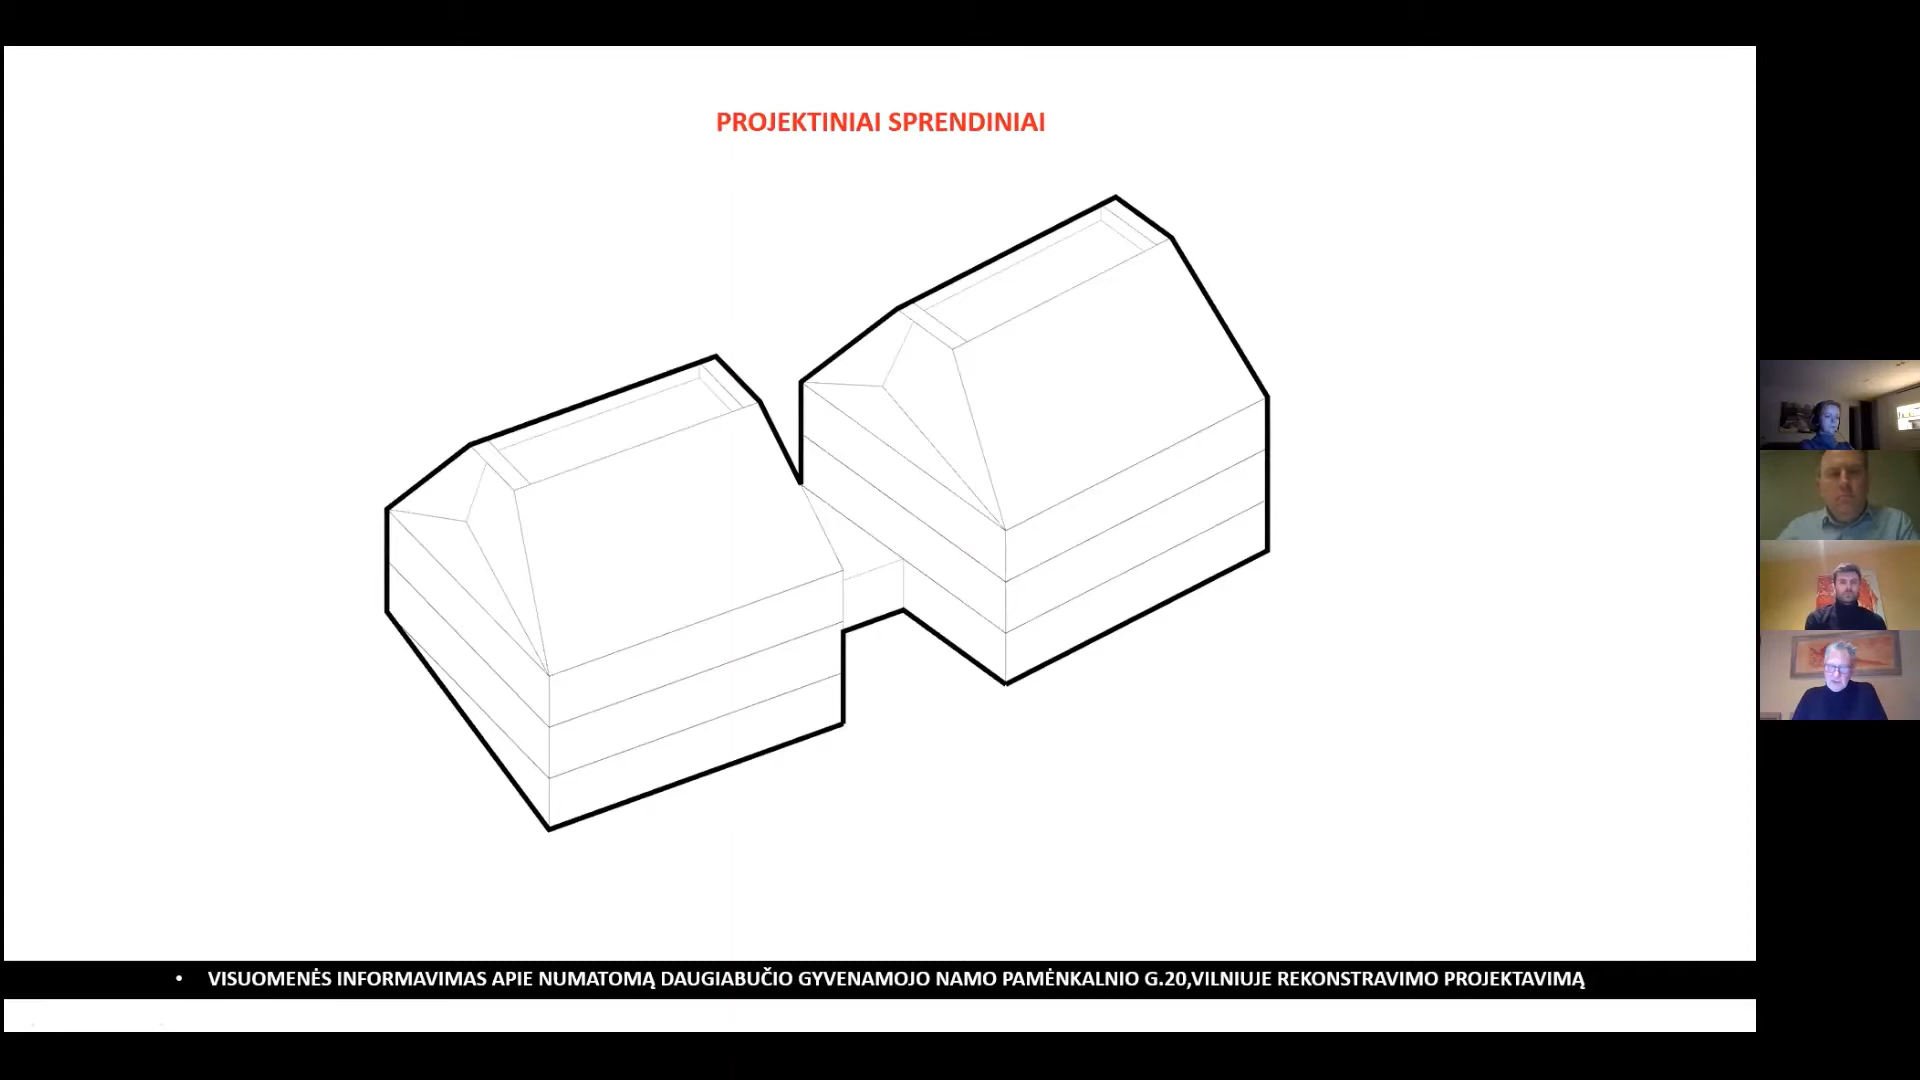 PROJEKTINIAI SPRENDINIAI
• VISUOMENĖS INFORMAVIMAS APIE NUMATOMĄ DAUGIABUČIO GYVENAMOJO NAMO PAMĖNKALNIO G.20,VILNIUJE REKONSTRAVIMO PROJEKTAVIMĄ